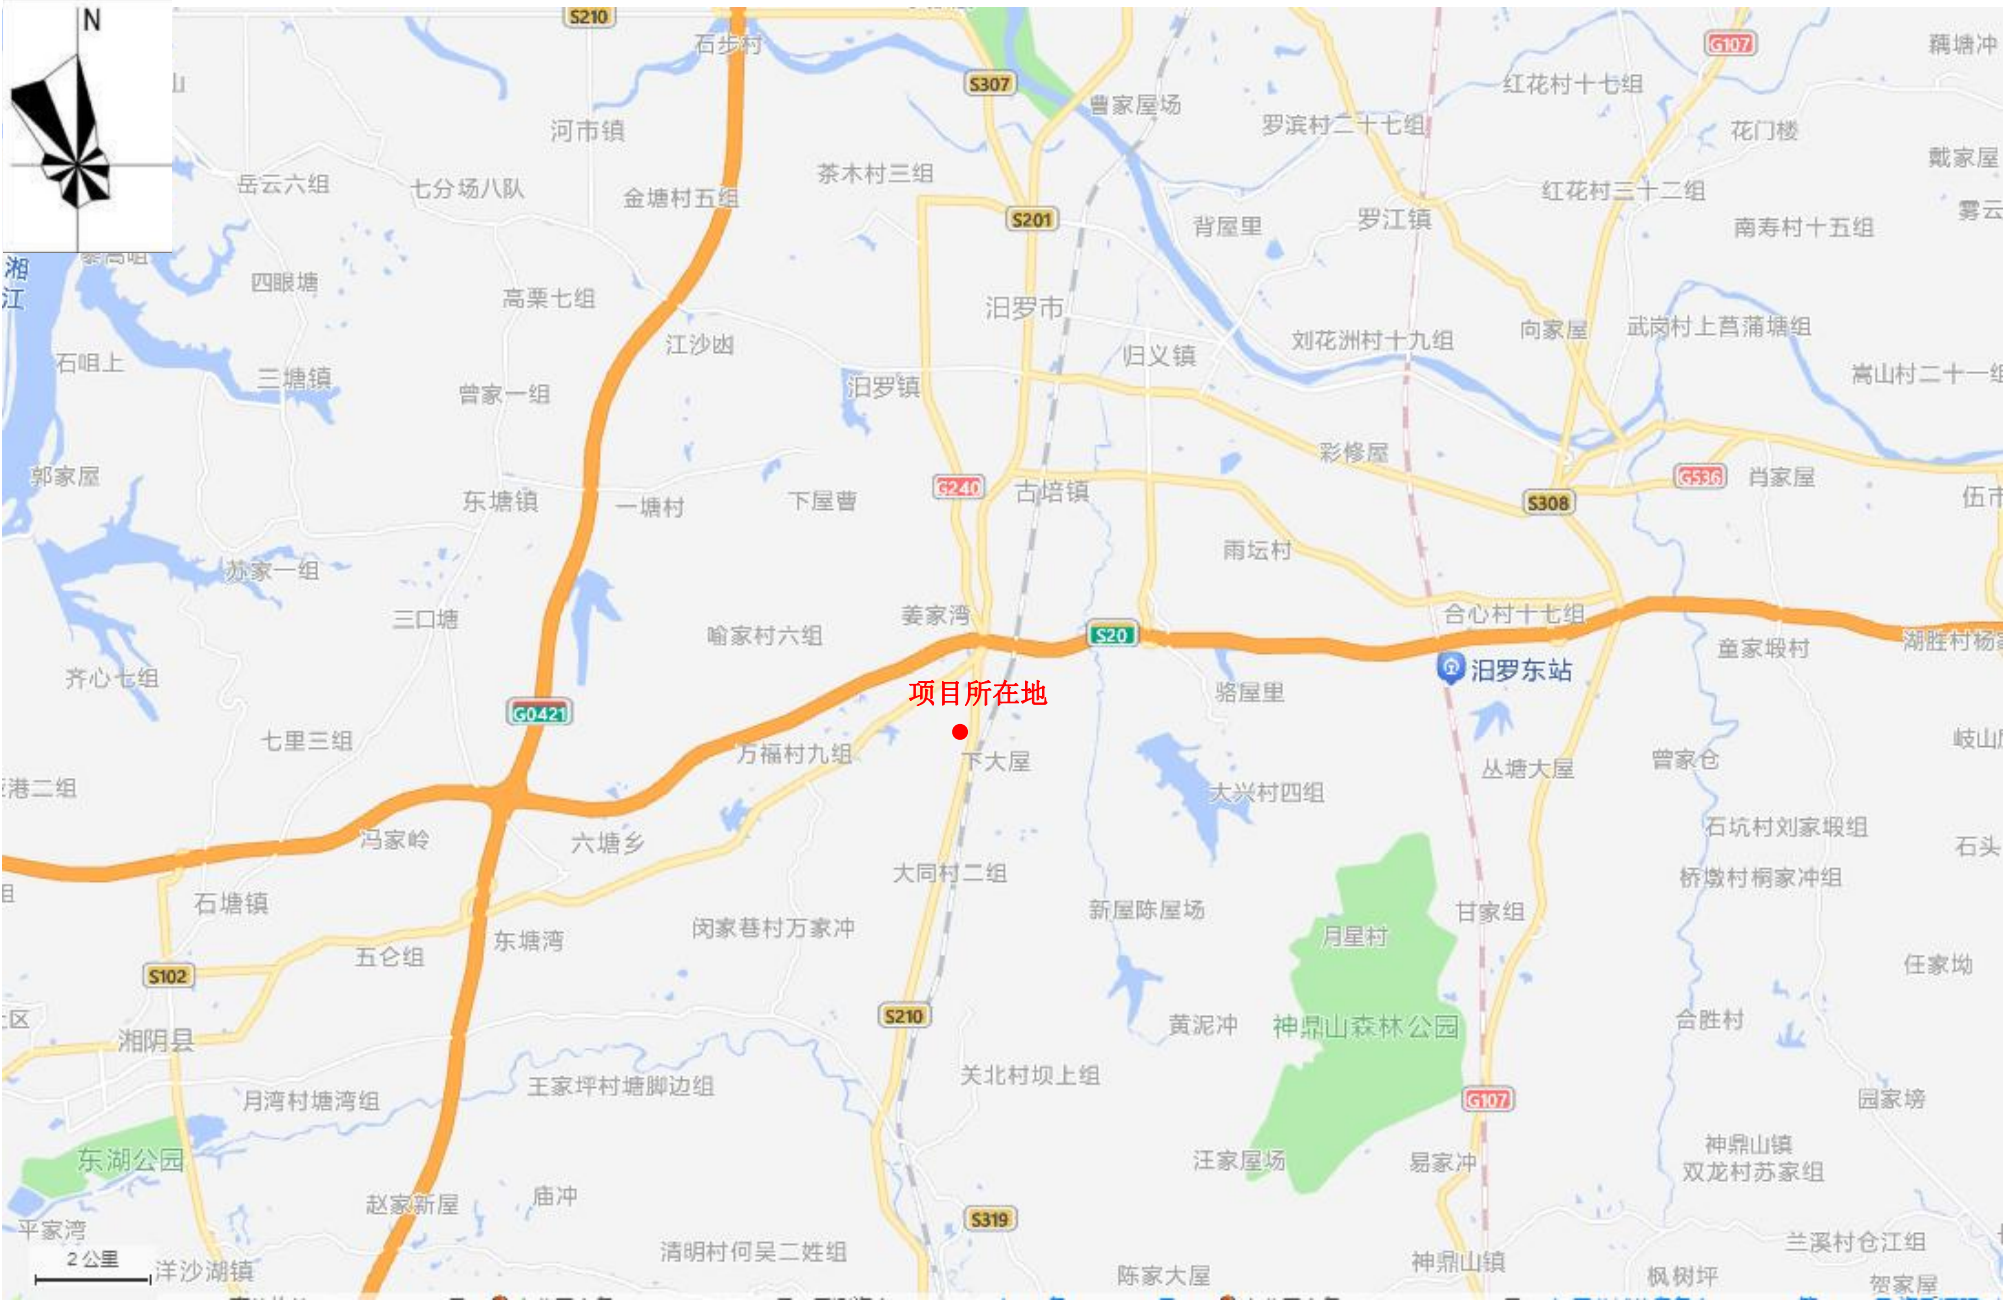 N
S210
石步村
S307
G107
藕塘冲
曹家屋场
红花村十七组
河市镇
罗滨村二十七组
花门楼
戴家屋
岳云六组
七分场八队
金塘村五组
茶木村三组
S201
背屋里
罗江镇
红花村三十二组
南寿村十五组
雾云
湘江
四眼塘
高栗七组
汨罗市
石咀上
三塘镇
江沙凼
归义镇
刘花洲村十九组
向家屋
武岗村上菖蒲塘组
嵩山村二十一组
曾家一组
汨罗镇
郭家屋
东塘镇
一塘村
下屋曹
G240
古培镇
彩修屋
S308
G536
肖家屋
伍市
苏家一组
雨坛村
三口塘
喻家村六组
姜家湾
S20
合心村十七组
童家塅村
湖胜村杨家
齐心七组
G0421
项目所在地
骆屋里
汨罗东站
七里三组
万福村九组
下大屋
丛塘大屋
曾家仓
岐山
港二组
大兴村四组
冯家岭
六塘乡
大同村二组
石坑村刘家塅组
石头
桥墩村桐家冲组
组
石塘镇
东塘湾
闵家巷村万家冲
新屋陈屋场
月星村
甘家组
五仑组
S102
任家坳
区
湘阴县
S210
黄泥冲
神鼎山森林公园
合胜村
月湾村塘湾组
王家坪村塘脚边组
关北村坝上组
G107
园家塝
东湖公园
汪家屋场
易家冲
神鼎山镇
双龙村苏家组
赵家新屋
庙冲
平家湾
S319
2公里
洋沙湖镇
清明村何吴二姓组
陈家大屋
神鼎山镇
兰溪村仓江组
枫树坪
贺家屋